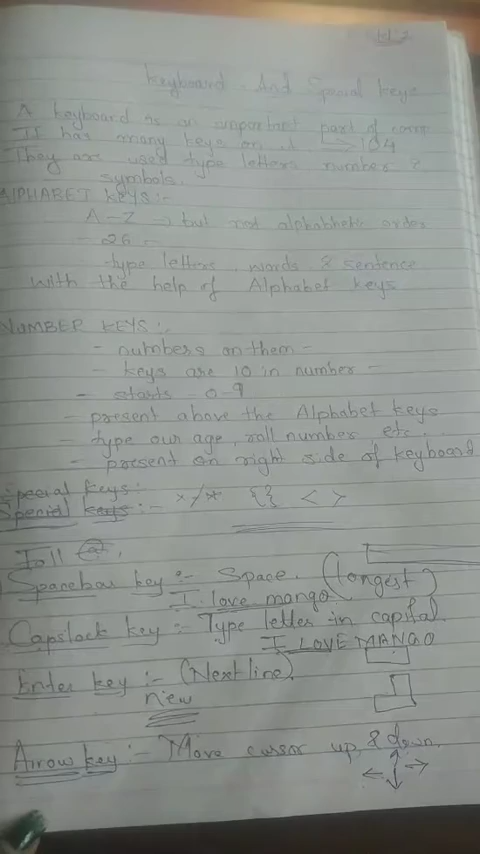 Keyboard And Special Keys
A keyboard is an important part of com
It has many keys on it → 104
They are used type letters number &
symbols.
ALPHABET KEYS:-
A-Z → but not alphabhetic order
- 26 -
type letters, words & sentence
with the help of Alphabet keys
NUMBER KEYS:-
- numbers on them -
- keys are 10 in number -
- starts - 0-9
- present above the Alphabet keys
- type our age, roll number etc.
- present on right side of keyboard
Special keys:-
Special keys:- */* {} < >
Spacebar key:- Space. (longest)
I love mango
Capslock key:- Type letter in capital.
I LOVE MANGO
Enter key:- (Next line).
new
Arrow key:- Move cursor up & down.